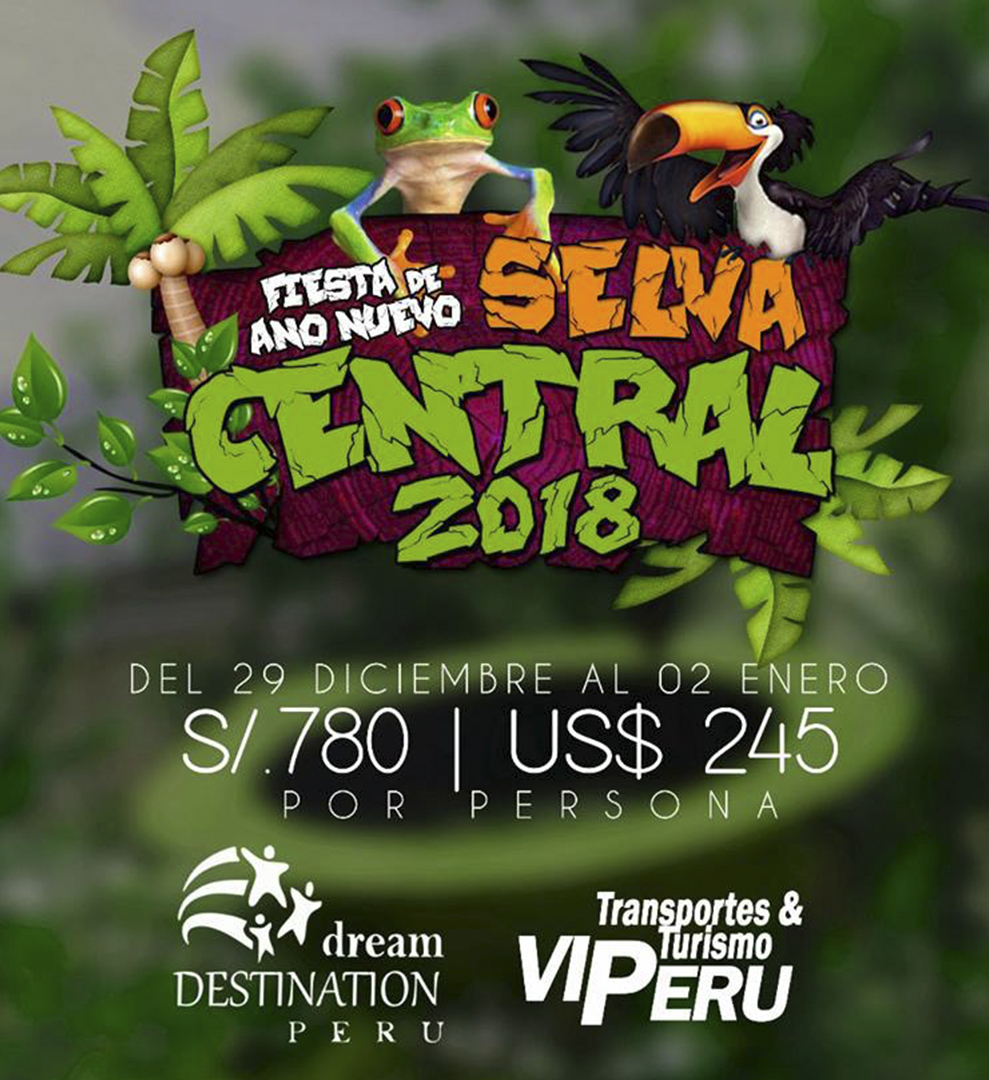 FIESTA DE
ANO NUEVO
SELVA
CENTRAL
2018
DEL 29 DICIEMBRE AL 02 ENERO
S/.780 | US$ 245
POR PERSONA
dream
DESTINATION
PERU
Transportes &
Turismo
VIPERU